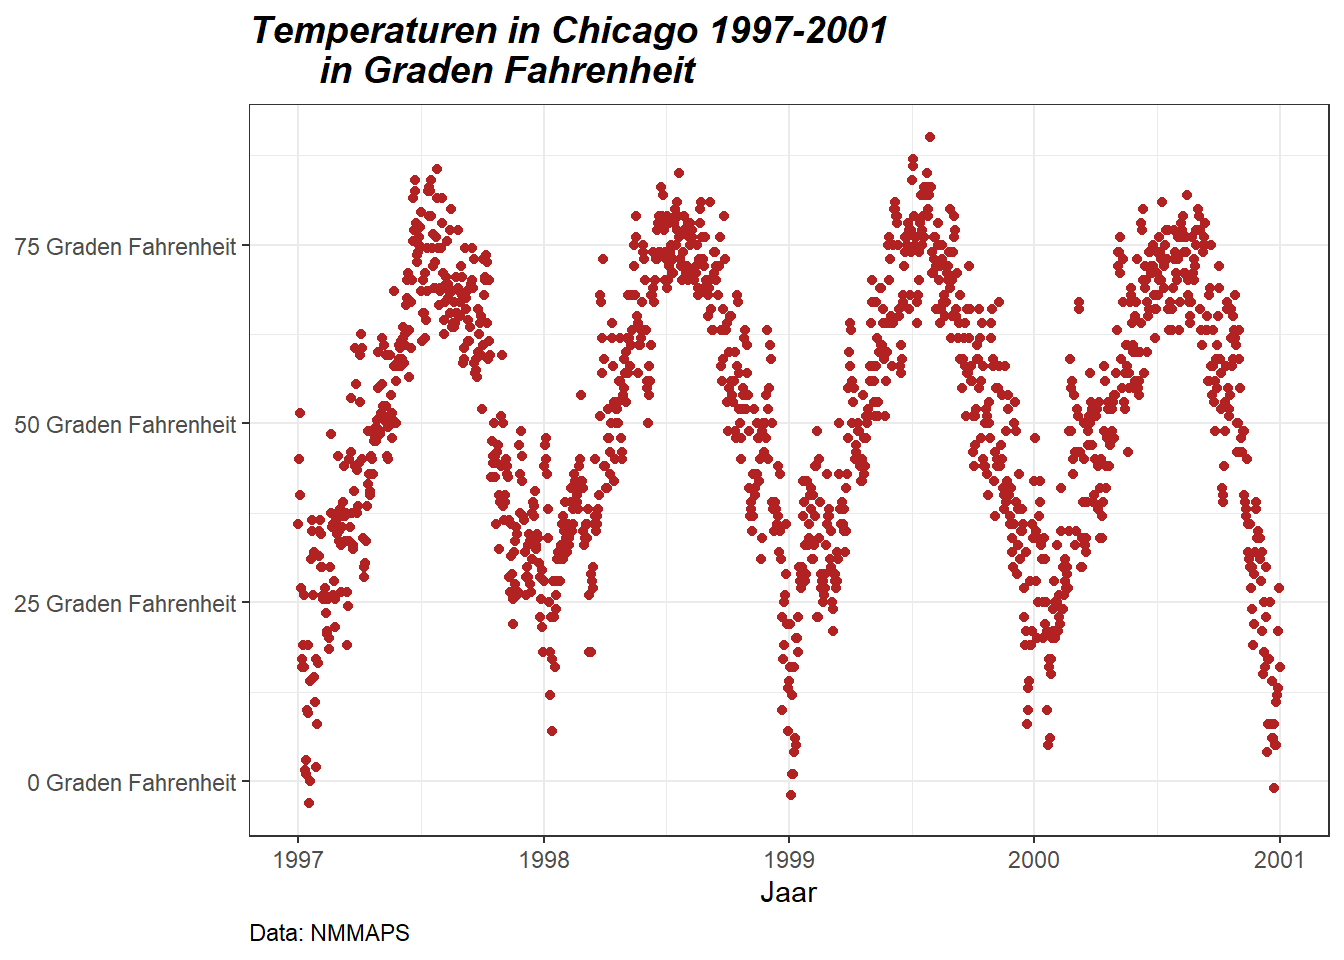 Temperaturen in Chicago 1997-2001
in Graden Fahrenheit
75 Graden Fahrenheit
50 Graden Fahrenheit
25 Graden Fahrenheit
0 Graden Fahrenheit
1997 1998 1999 2000 2001
Jaar
Data: NMMAPS